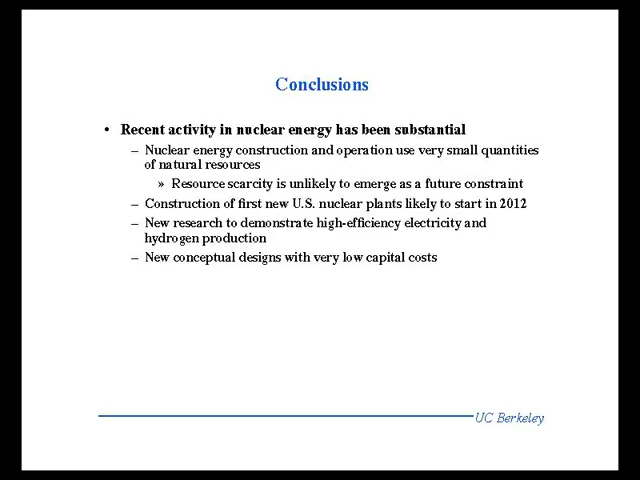 Conclusions
• Recent activity in nuclear energy has been substantial
– Nuclear energy construction and operation use very small quantities
of natural resources
» Resource scarcity is unlikely to emerge as a future constraint
– Construction of first new U.S. nuclear plants likely to start in 2012
– New research to demonstrate high-efficiency electricity and
hydrogen production
– New conceptual designs with very low capital costs
UC Berkeley